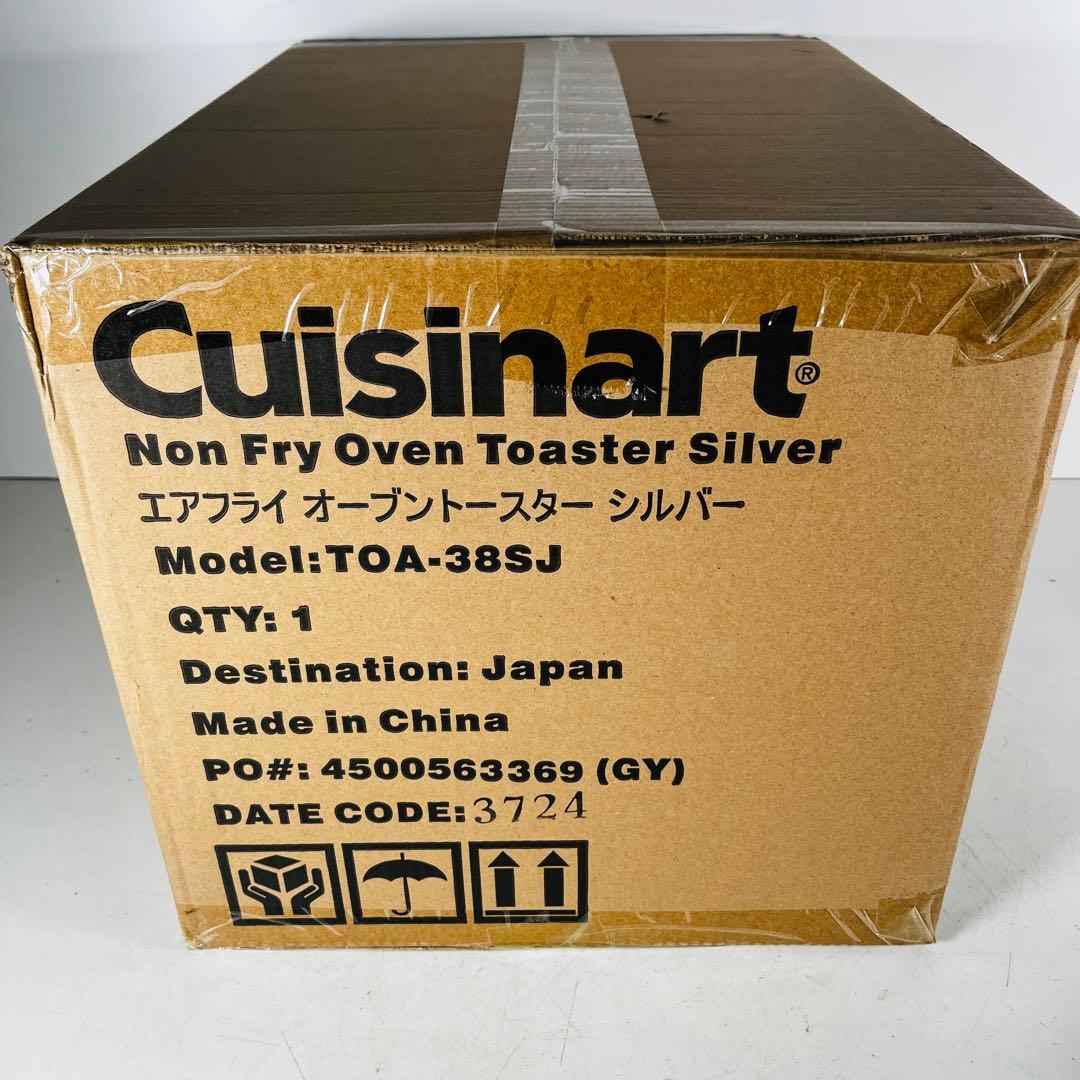 Cuisinart®
Non Fry Oven Toaster Silver
エアフライ オーブントースター シルバー
Model:TOA-38SJ
QTY: 1
Destination: Japan
Made in China
PO#: 4500563369 (GY)
DATE CODE:3724